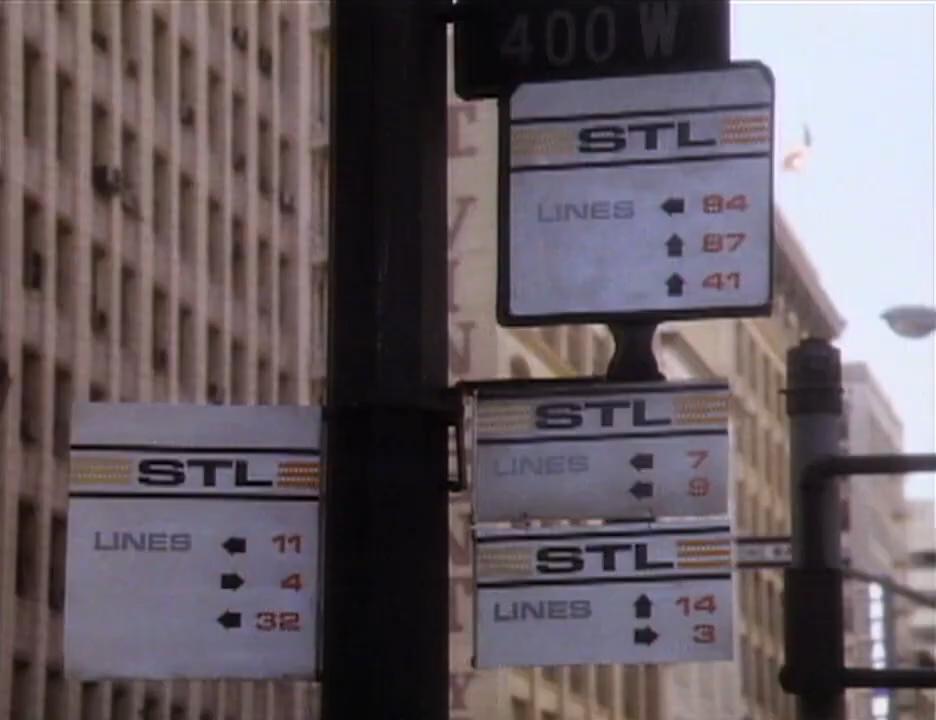 400 W
STL
LINES 84
87
41
STL
LINES 7
9
STL
LINES 11
4
32
STL
LINES 14
3